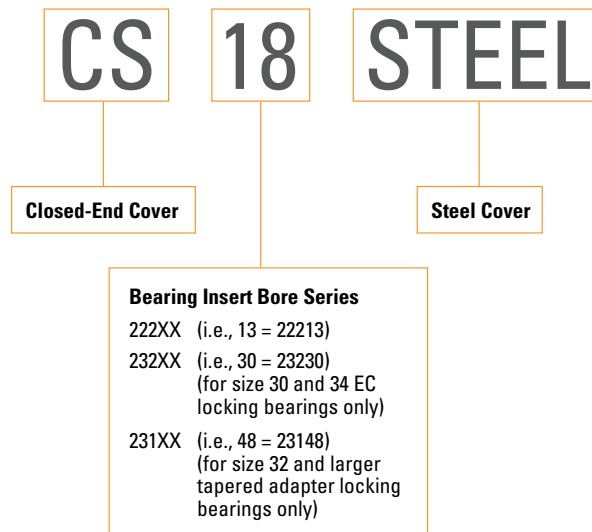 CS 18 STEEL
Closed-End Cover
Steel Cover
Bearing Insert Bore Series
222XX (i.e., 13 = 22213)
232XX (i.e., 30 = 23230)
(for size 30 and 34 EC
locking bearings only)
231XX (i.e., 48 = 23148)
(for size 32 and larger
tapered adapter locking
bearings only)